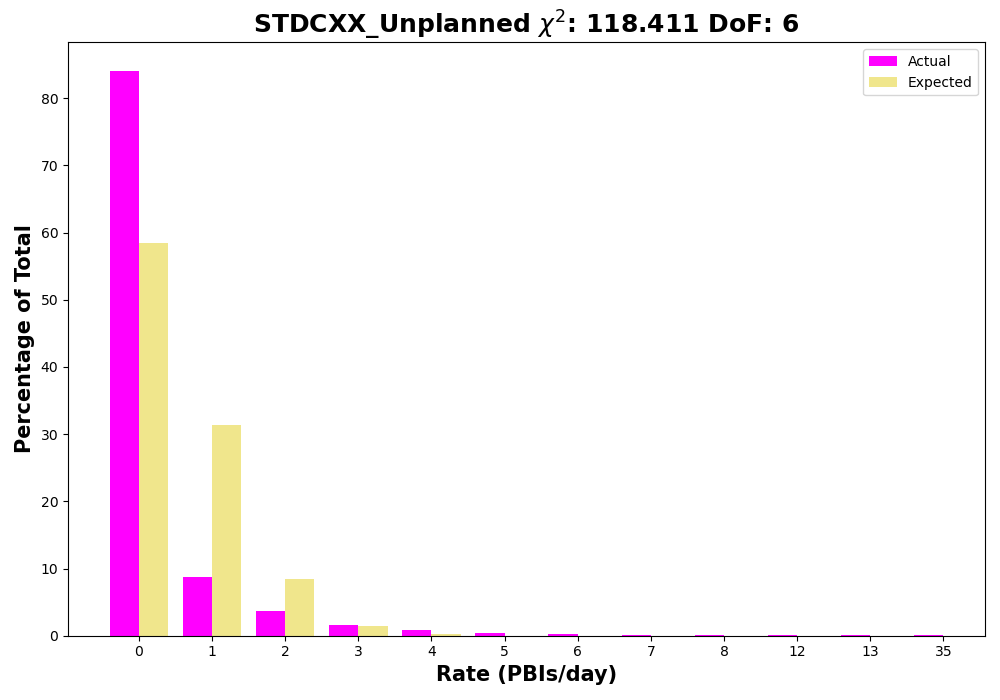 STDCXX_Unplanned χ²: 118.411 DoF: 6
Actual
Expected
Percentage of Total
80
70
60
50
40
30
20
10
0
0 1 2 3 4 5 6 7 8 12 13 35
Rate (PBIs/day)